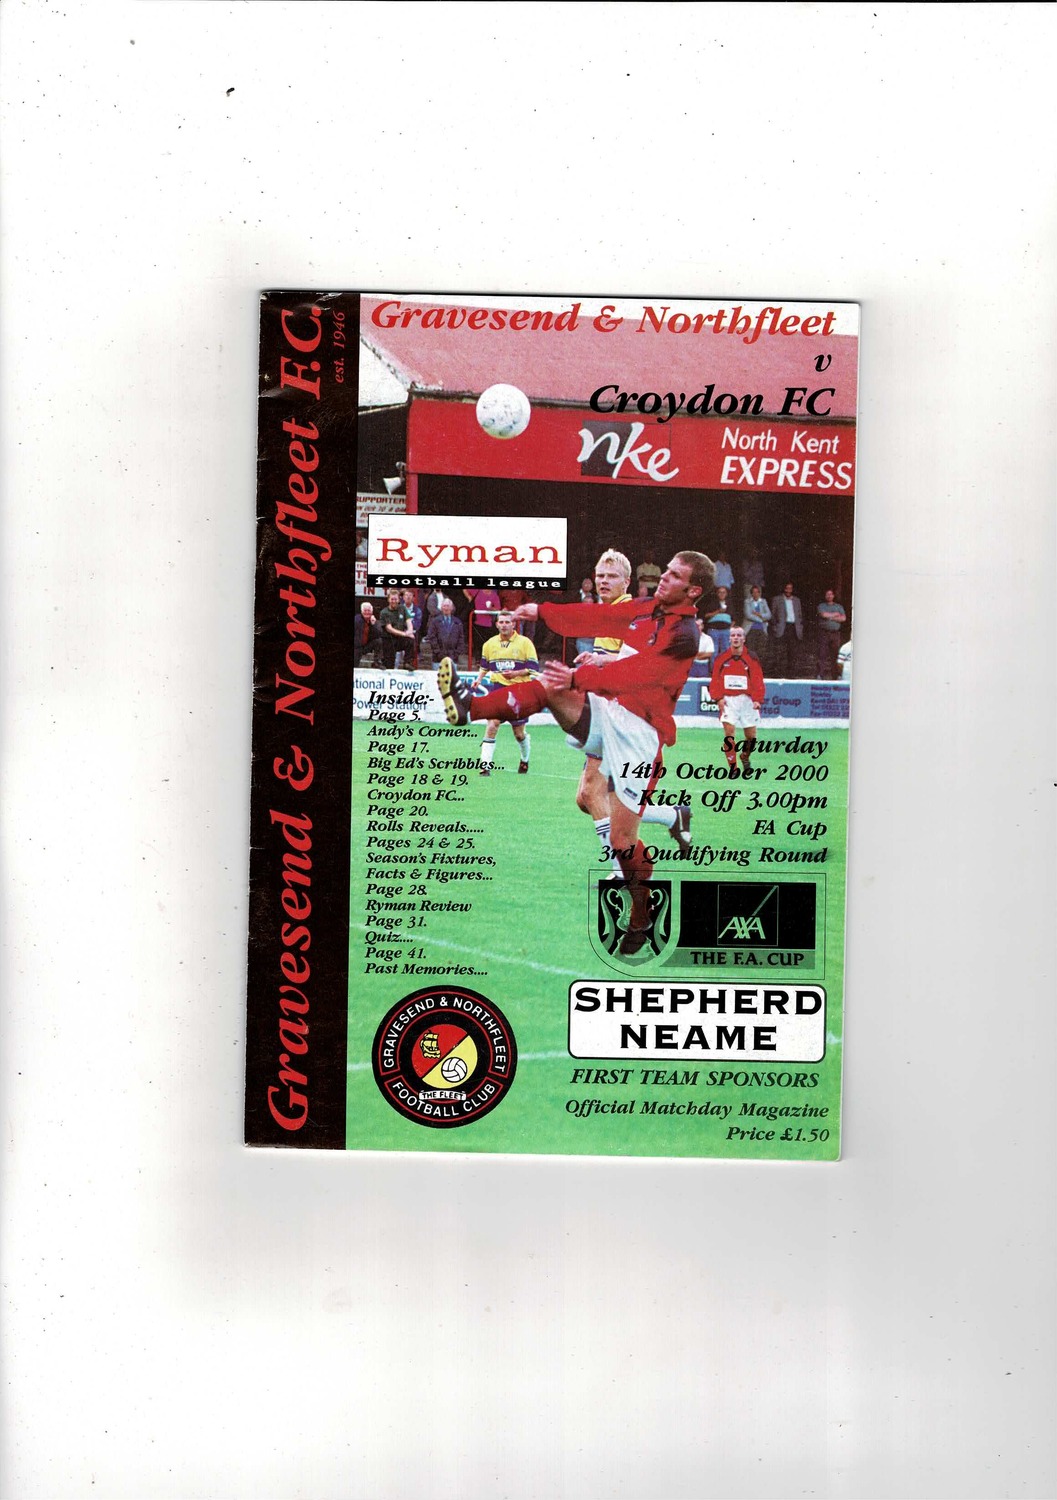 Gravesend & Northfleet F.C.
est. 1946
Gravesend & Northfleet
v
Croydon FC
nke
North Kent
EXPRESS
Ryman
football league
Inside:-
Page 5.
Andy's Corner...
Page 17.
Big Ed's Scribbles...
Page 18 & 19.
Croydon FC...
Page 20.
Rolls Reveals.....
Pages 24 & 25.
Season's Fixtures,
Facts & Figures...
Page 28.
Ryman Review
Page 31.
Quiz....
Page 41.
Past Memories....
Saturday
14th October 2000
Kick Off 3.00pm
FA Cup
3rd Qualifying Round
AXA
THE F.A. CUP
SHEPHERD
NEAME
FIRST TEAM SPONSORS
Official Matchday Magazine
Price £1.50
GRAVESEND & NORTHFLEET
THE FLEET
FOOTBALL CLUB